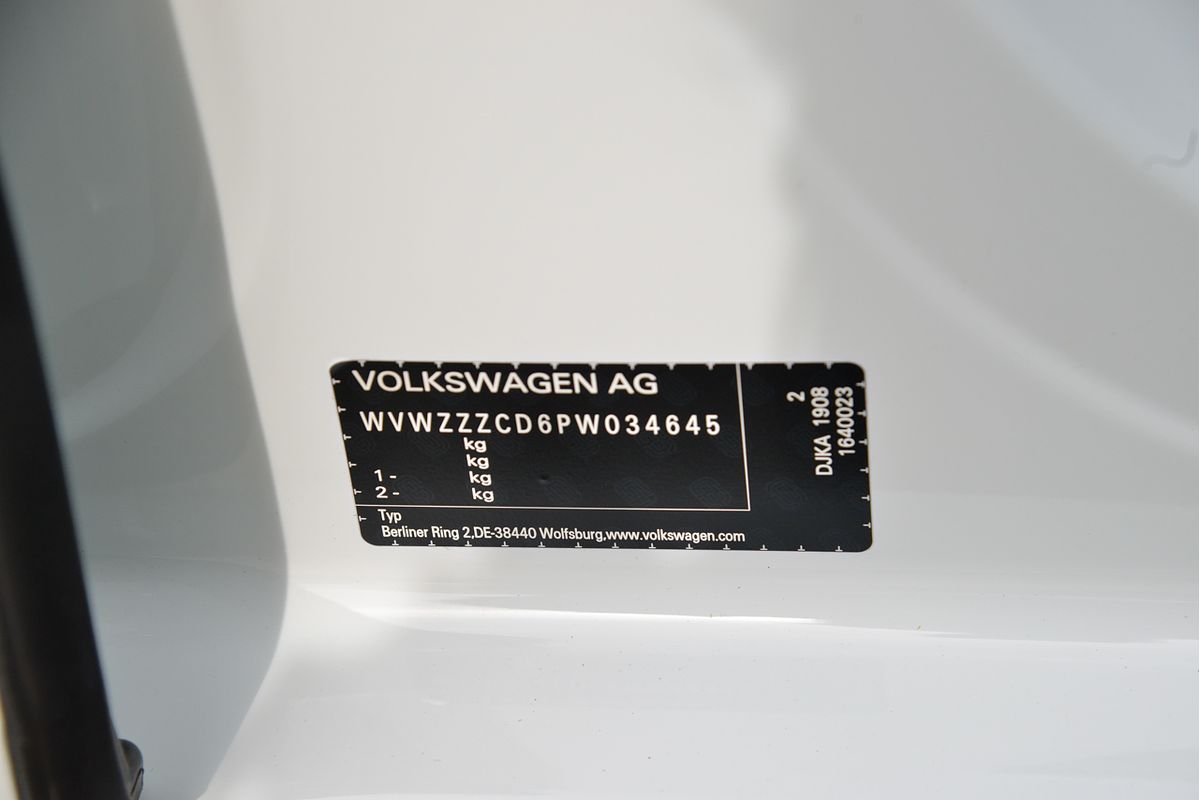 VOLKSWAGEN AG
WVWZZZCD6PW034645
kg
kg
1 - kg
2 - kg
Typ
Berliner Ring 2,DE-38440 Wolfsburg,www.volkswagen.com
2
DJKA 1908
1640023